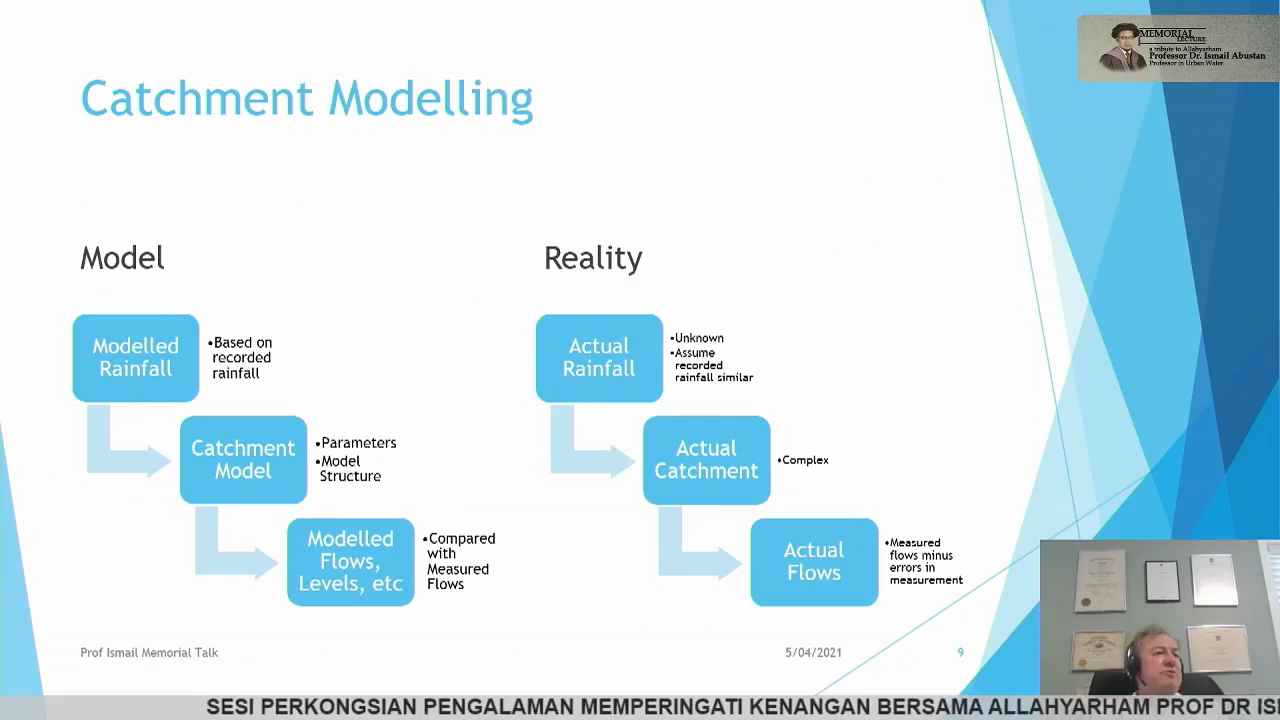 MEMORIAL
LECTURE
a tribute to Allahyarham
Professor Dr. Ismail Abustan
Professor in Urban Water
Catchment Modelling
Model
Modelled
Rainfall
•Based on
recorded
rainfall
Catchment
Model
•Parameters
•Model
Structure
Modelled
Flows,
Levels, etc
•Compared
with
Measured
Flows
Reality
Actual
Rainfall
•Unknown
•Assume
recorded
rainfall similar
Actual
Catchment
•Complex
Actual
Flows
•Measured
flows minus
errors in
measurement
Prof Ismail Memorial Talk
5/04/2021
9
SESI PERKONGSIAN PENGALAMAN MEMPERINGATI KENANGAN BERSAMA ALLAHYARHAM PROF DR